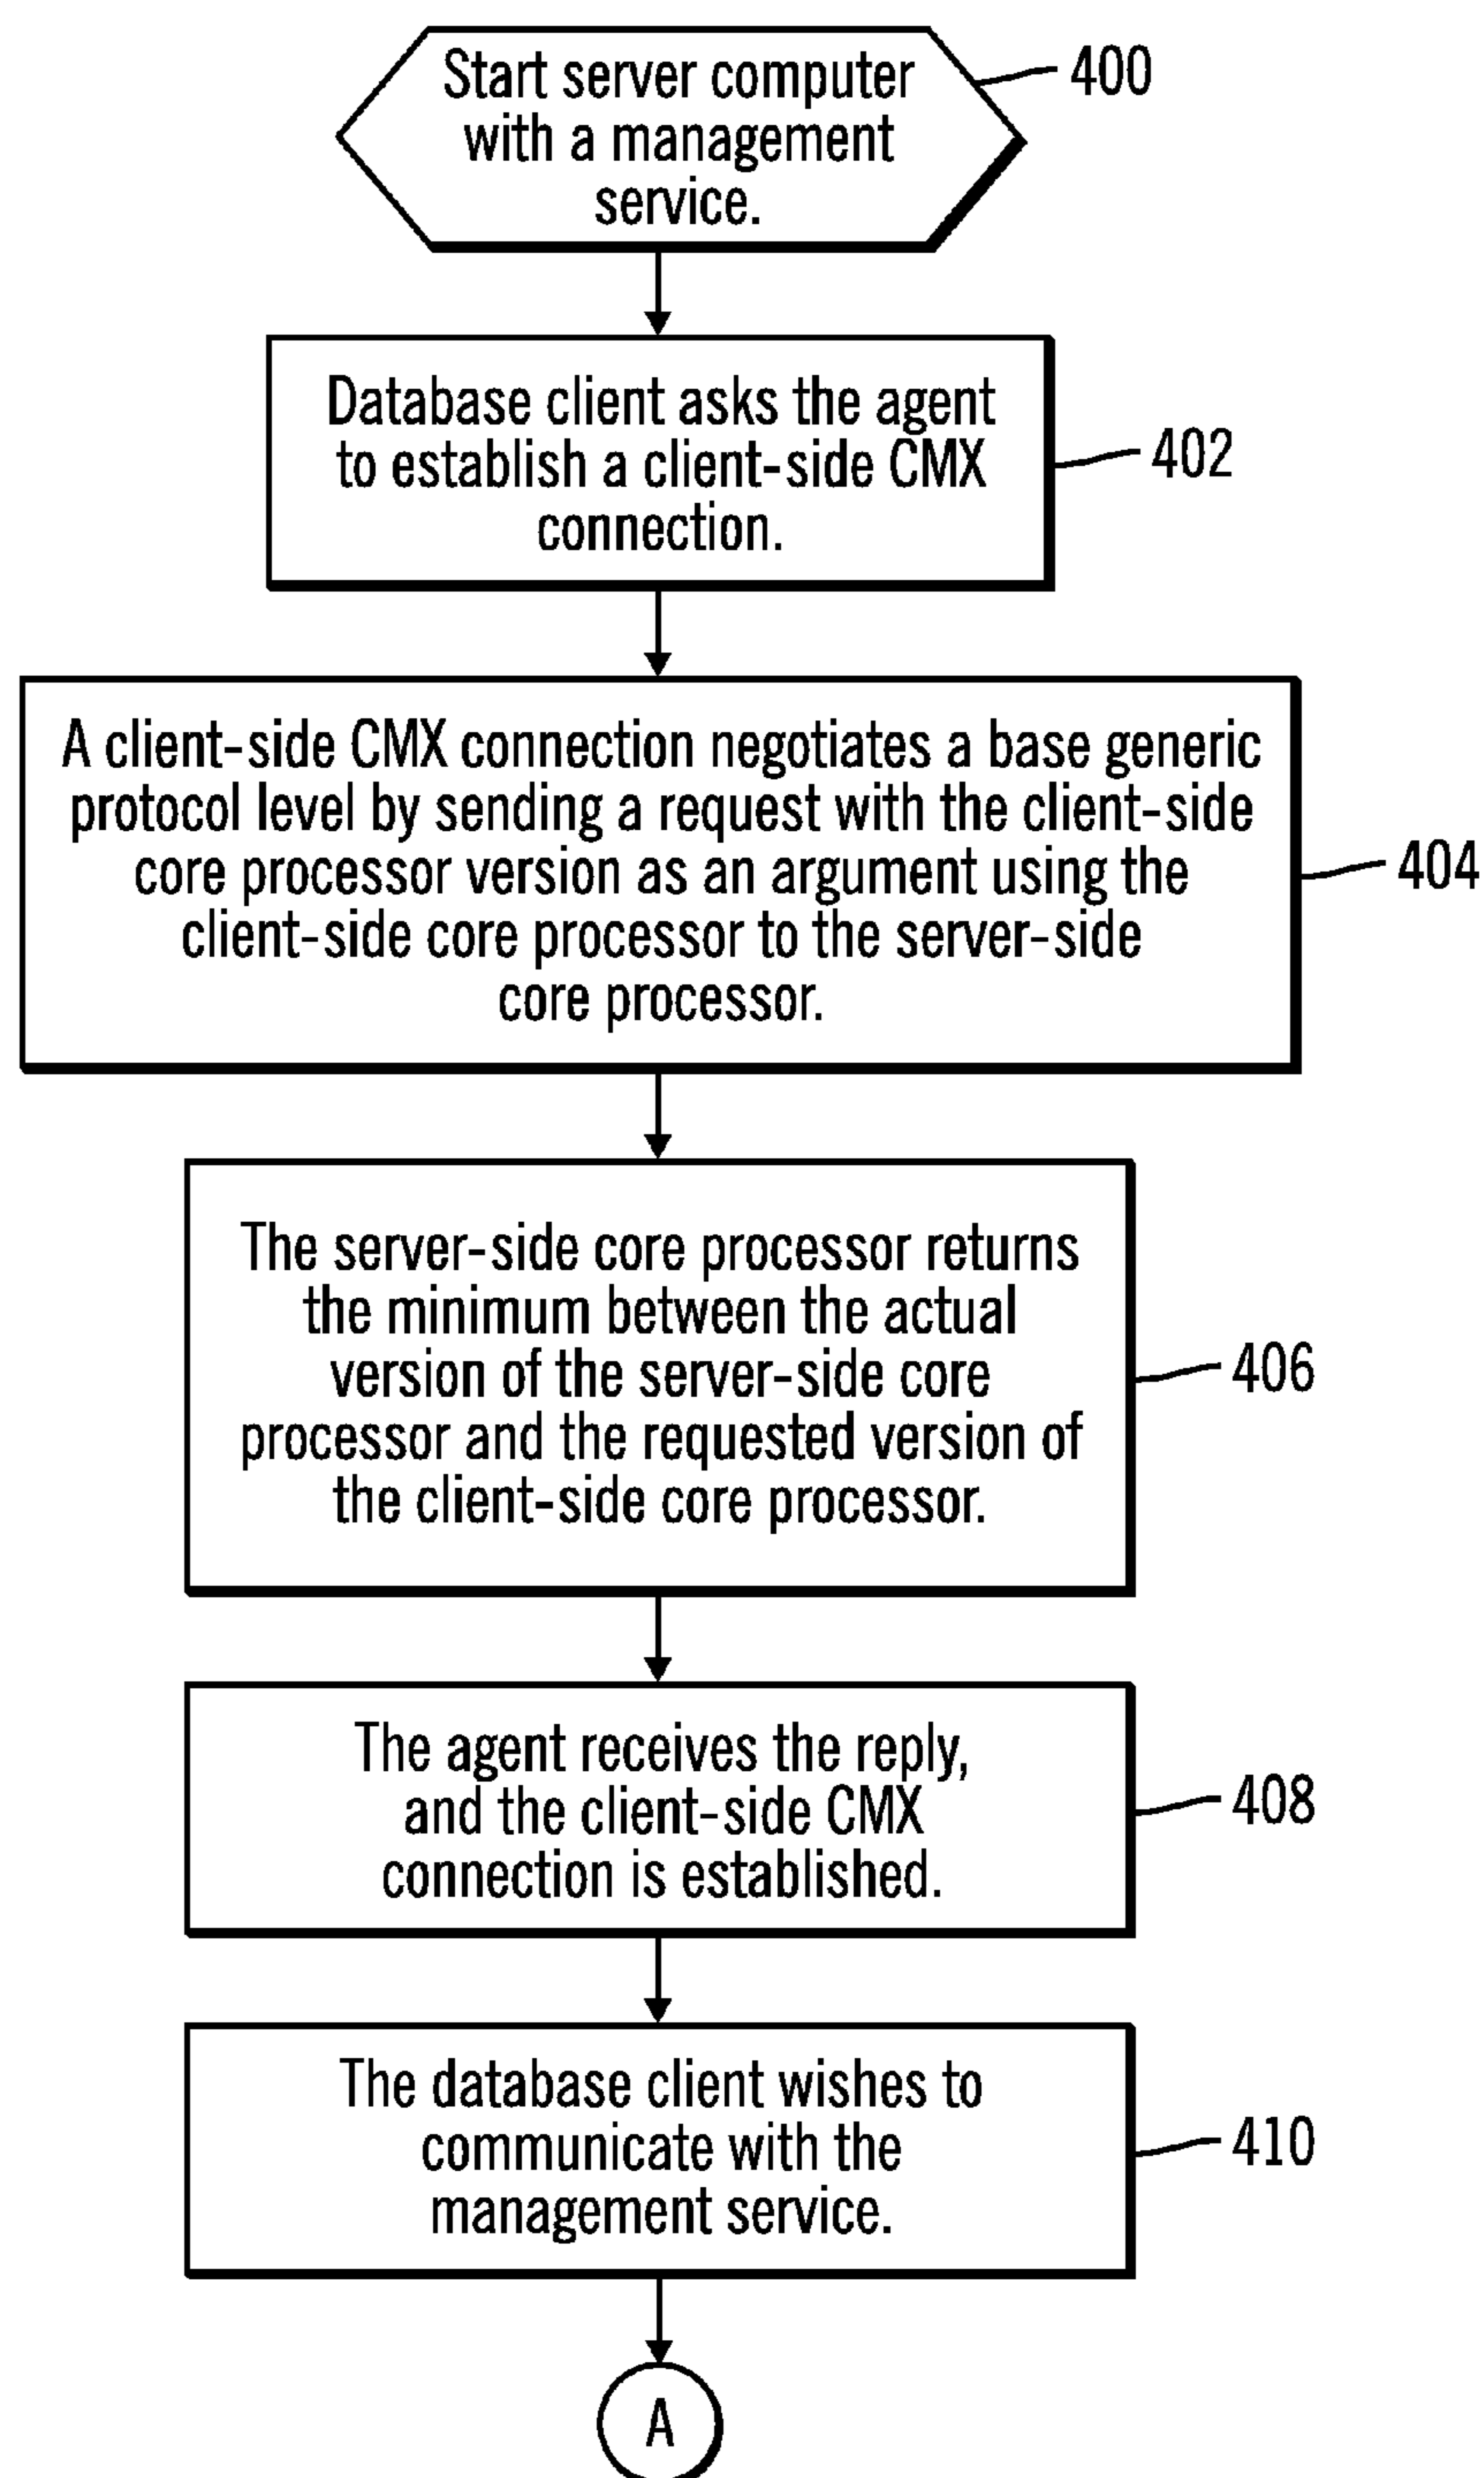 Start server computer
with a management
service.
400
Database client asks the agent
to establish a client-side CMX
connection.
402
A client-side CMX connection negotiates a base generic
protocol level by sending a request with the client-side
core processor version as an argument using the
client-side core processor to the server-side
core processor.
404
The server-side core processor returns
the minimum between the actual
version of the server-side core
processor and the requested version of
the client-side core processor.
406
The agent receives the reply,
and the client-side CMX
connection is established.
408
The database client wishes to
communicate with the
management service.
410
A